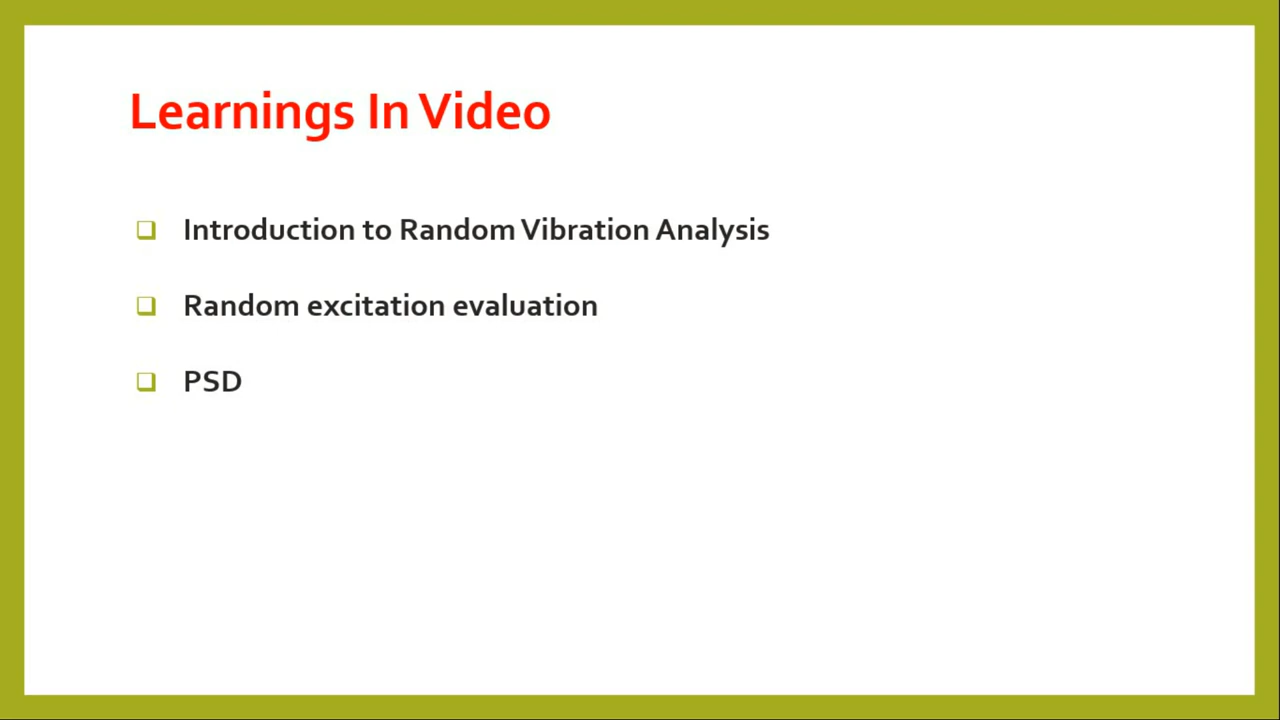 Learnings In Video
Introduction to Random Vibration Analysis
Random excitation evaluation
PSD